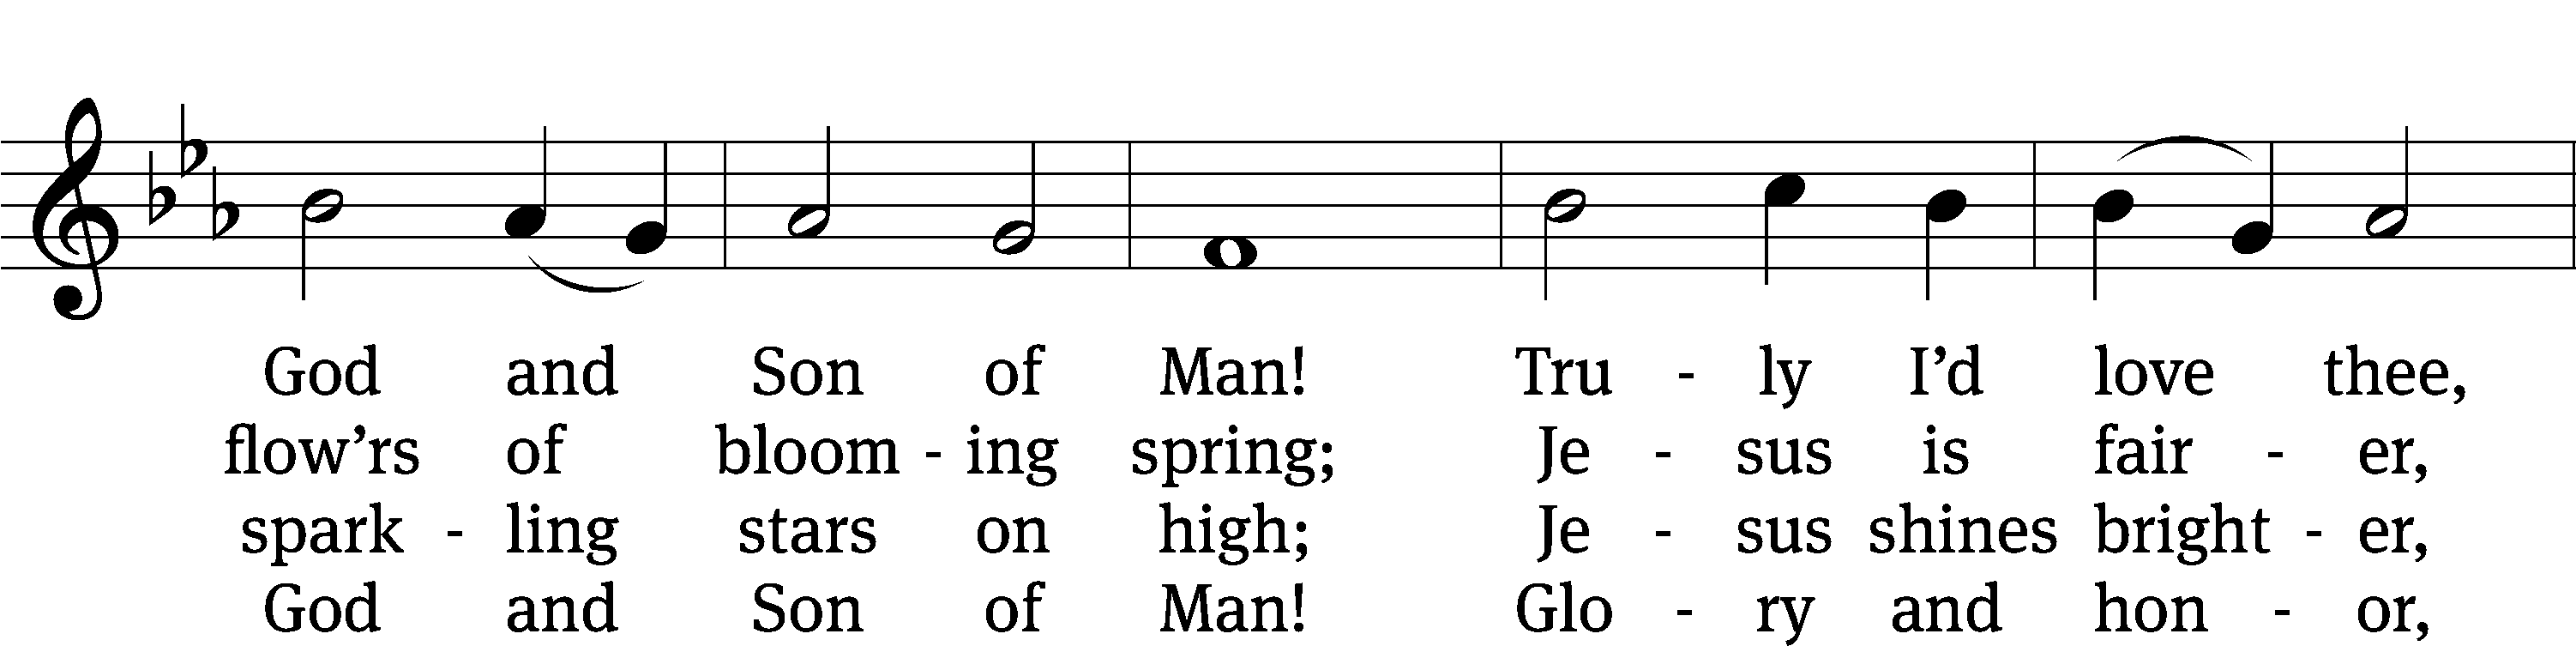 God and Son of Man! Tru - ly I’d love thee,
flow’rs of bloom - ing spring; Je - sus is fair - er,
spark - ling stars on high; Je - sus shines bright - er,
God and Son of Man! Glo - ry and hon - or,